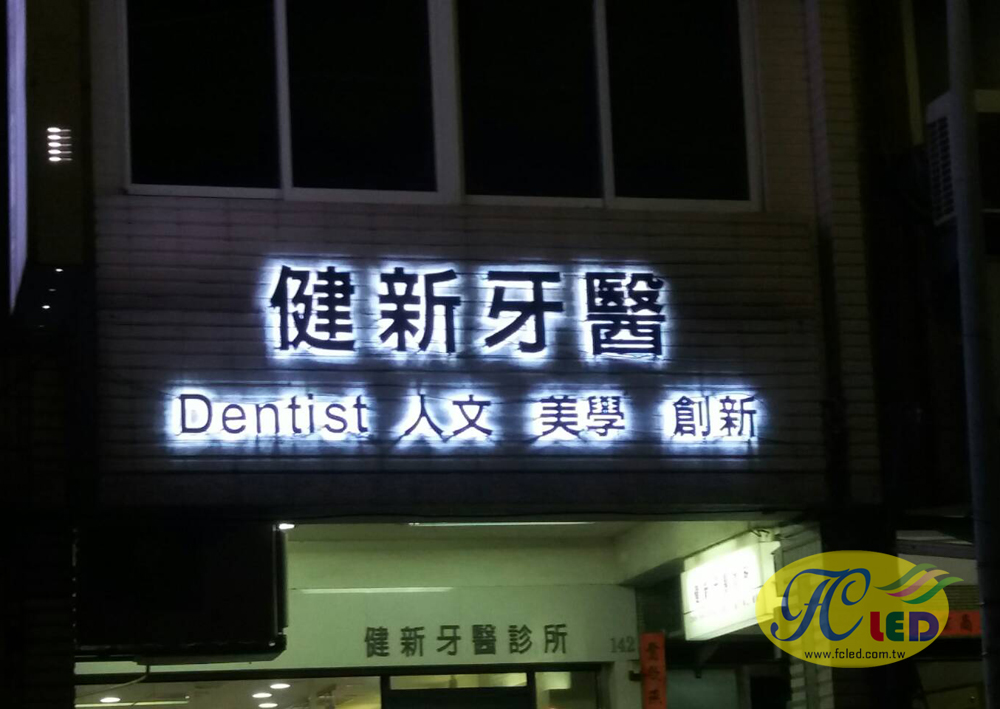 健新牙醫
Dentist 人文 美學 創新
健新牙醫診所
142
FC LED
www.fcled.com.tw